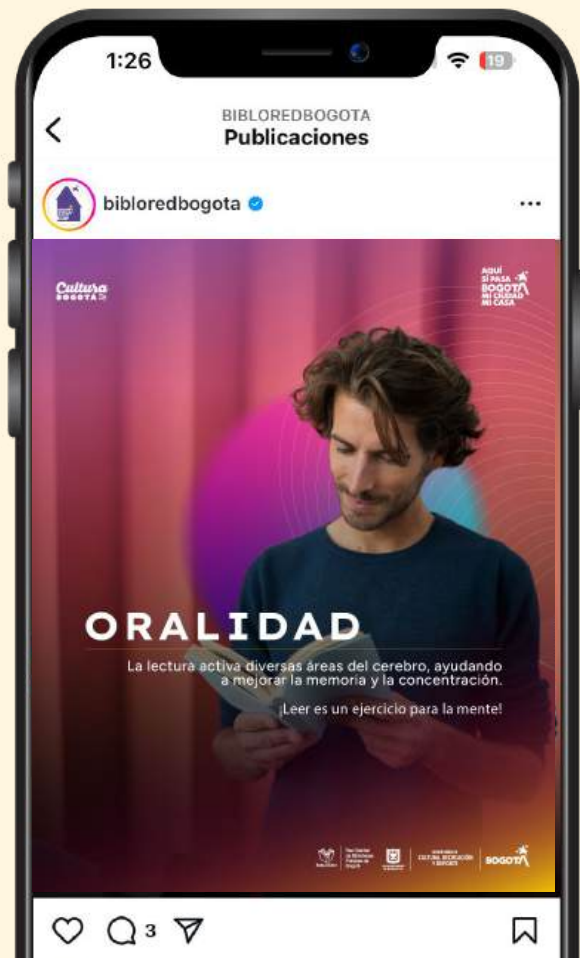 1:26
19
BIBLOREDBOGOTA
Publicaciones
bibloredbogota
Cultura
BOGOTÁ
AQUÍ
SÍ PASA
BOGOTÁ
MI CIUDAD
MI CASA
ORALIDAD
La lectura activa diversas áreas del cerebro, ayudando
a mejorar la memoria y la concentración.
¡Leer es un ejercicio para la mente!
CULTURA, RECREACIÓN
Y DEPORTE
BOGOTÁ
3